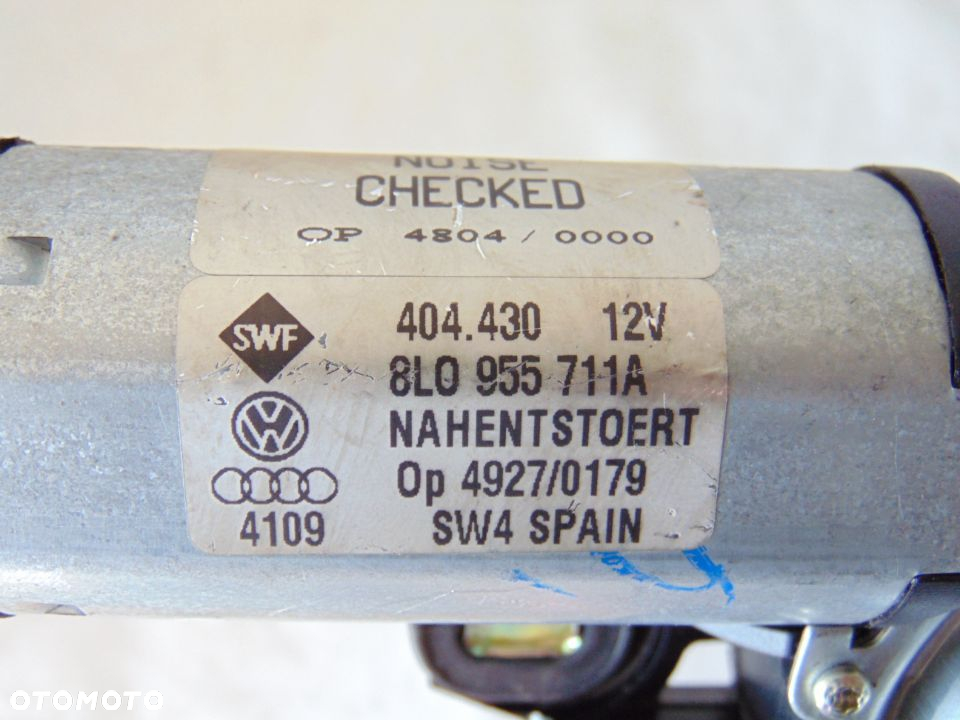 NOISE
CHECKED
OP 4804 / 0000
SWF
404.430 12V
8L0 955 711A
NAHENTSTOERT
Op 4927/0179
4109
SW4 SPAIN
OTOMOTO